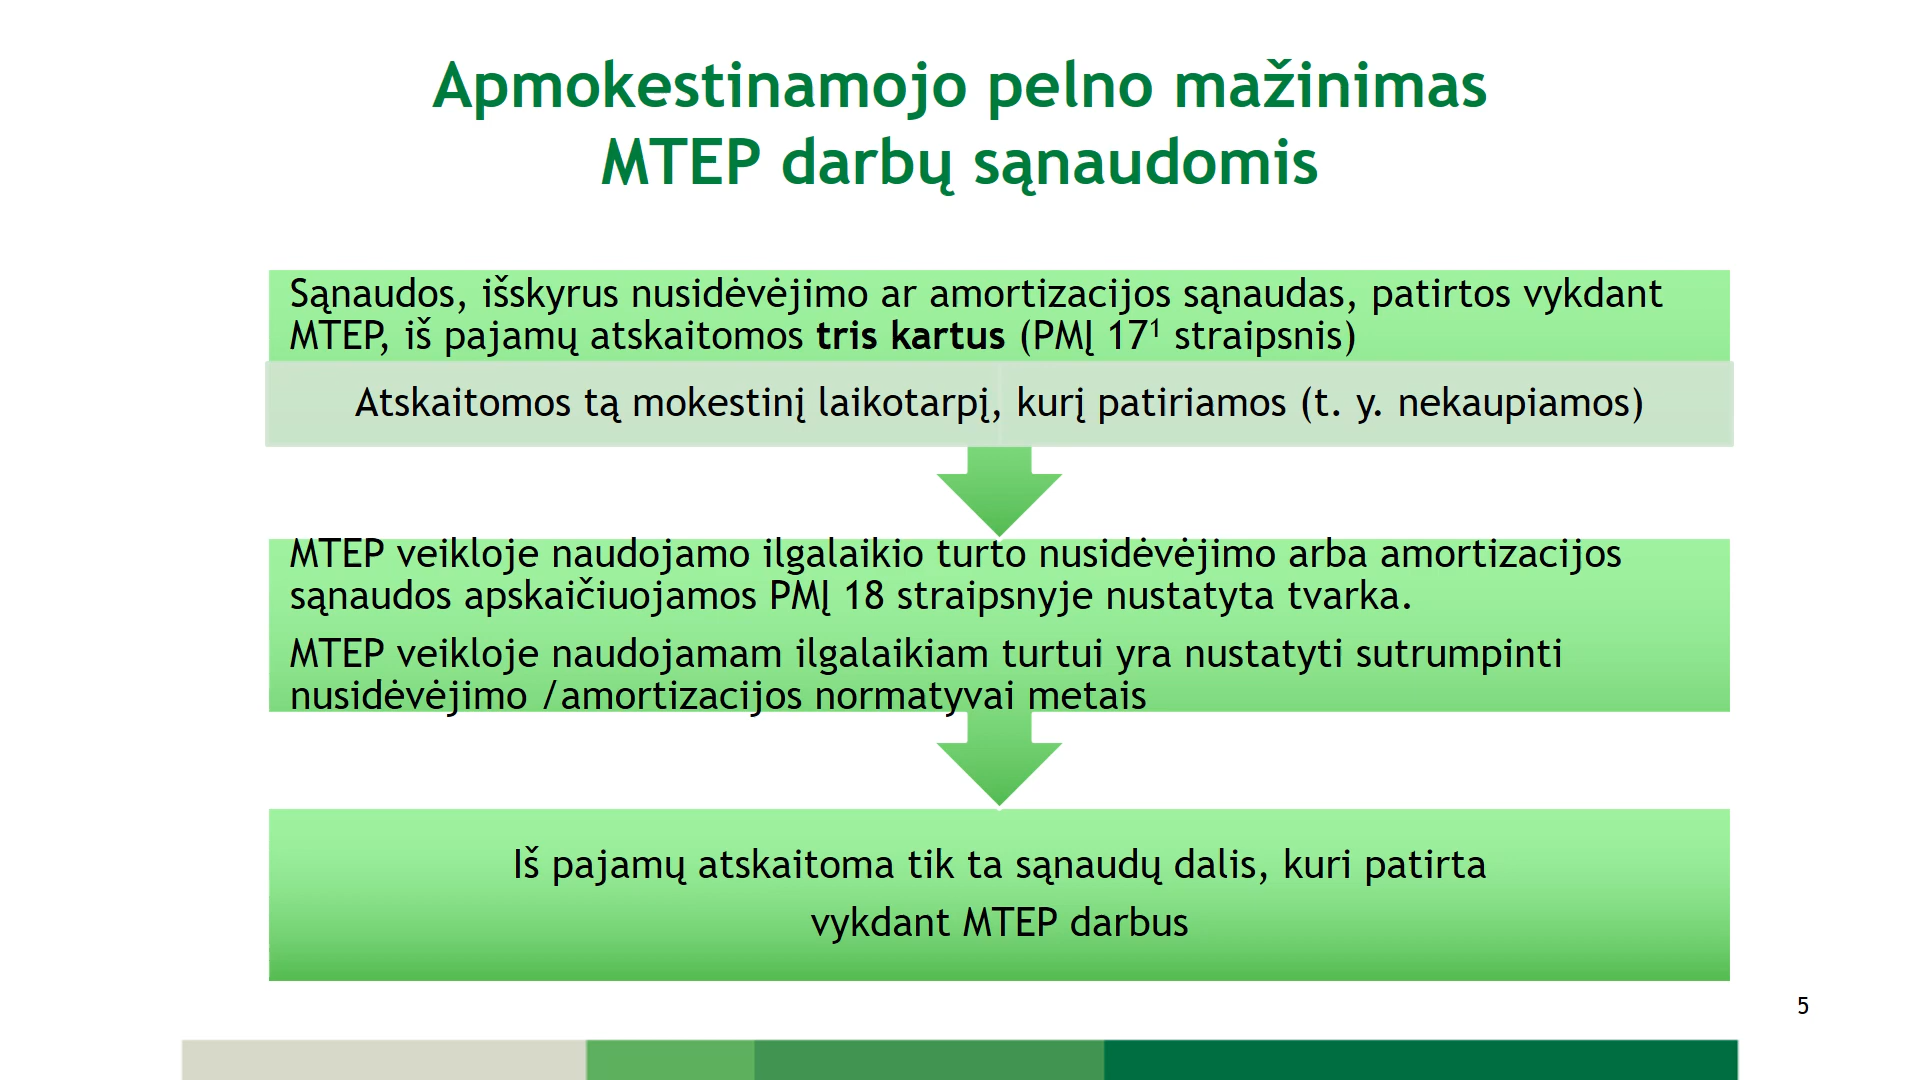 Apmokestinamojo pelno mažinimas
MTEP darbų sąnaudomis
Sąnaudos, išskyrus nusidėvėjimo ar amortizacijos sąnaudas, patirtos vykdant
MTEP, iš pajamų atskaitomos tris kartus (PMĮ 17¹ straipsnis)
Atskaitomos tą mokestinį laikotarpį, kurį patiriamos (t. y. nekaupiamos)
MTEP veikloje naudojamo ilgalaikio turto nusidėvėjimo arba amortizacijos
sąnaudos apskaičiuojamos PMĮ 18 straipsnyje nustatyta tvarka.
MTEP veikloje naudojamam ilgalaikiam turtui yra nustatyti sutrumpinti
nusidėvėjimo /amortizacijos normatyvai metais
Iš pajamų atskaitoma tik ta sąnaudų dalis, kuri patirta
vykdant MTEP darbus
5